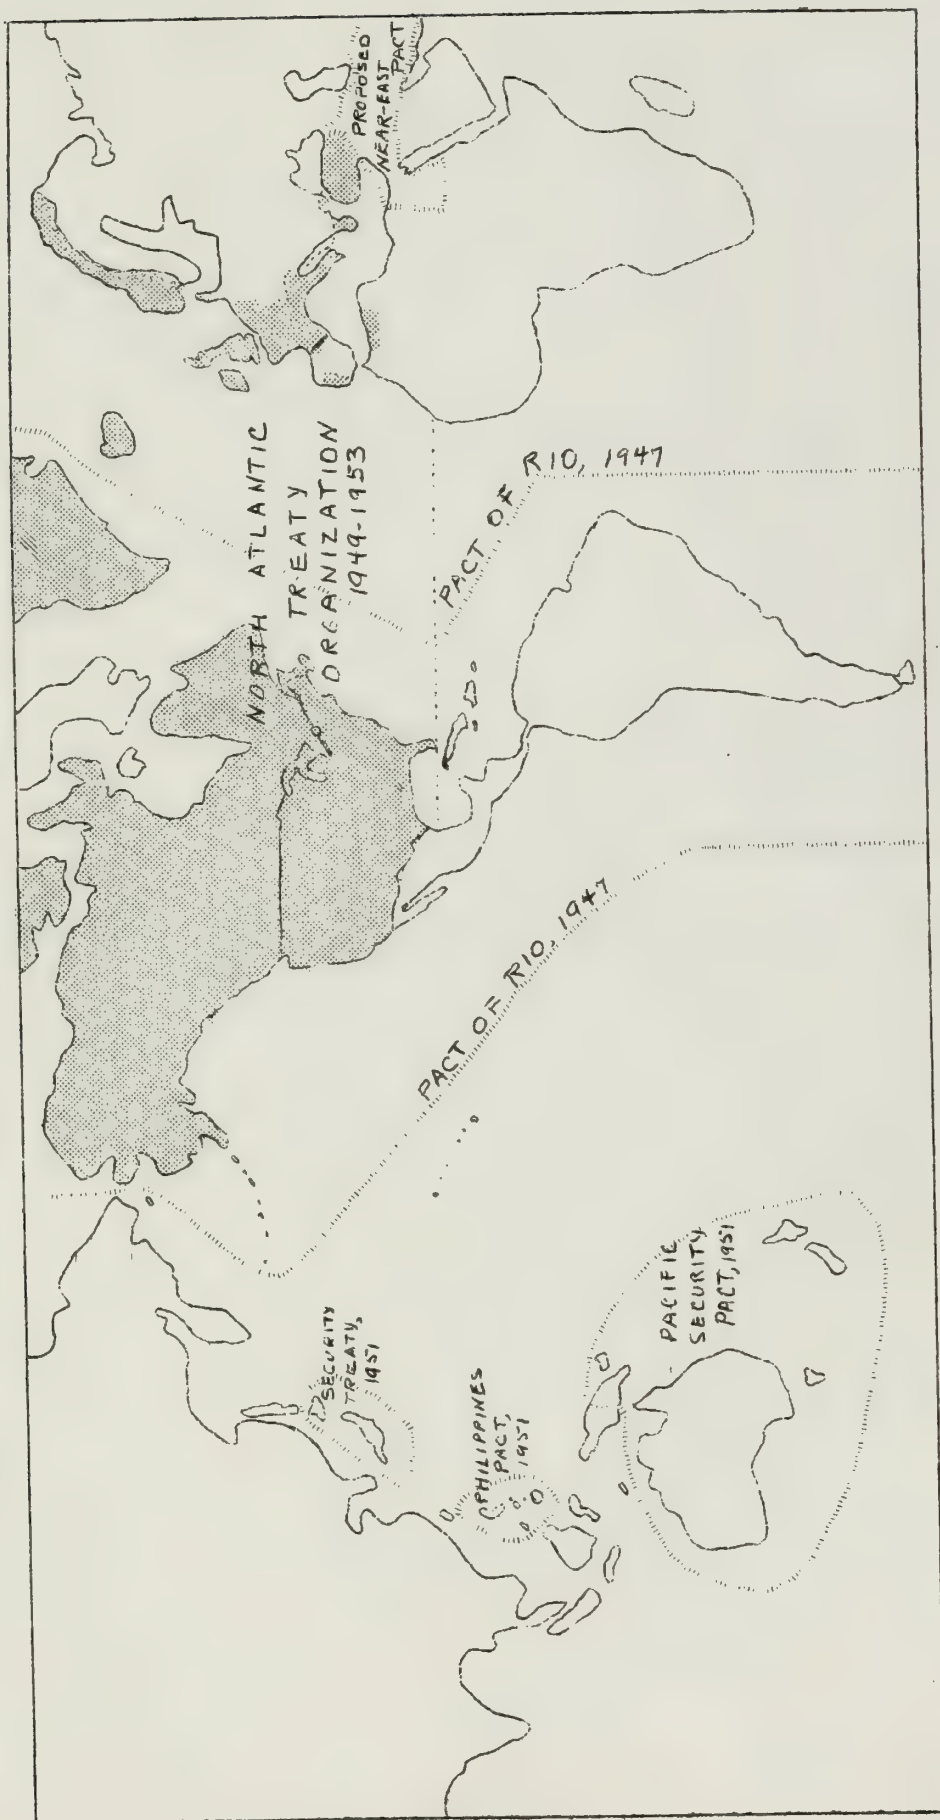 NORTH ATLANTIC
TREATY
ORGANIZATION
1949-1953
PROPOSED
NEAR-EAST
PACT
PACT OF RIO, 1947
PACT OF RIO, 1947
SECURITY
TREATY,
1951
PHILIPPINES
PACT,
1951
PACIFIC
SECURITY
PACT, 1951